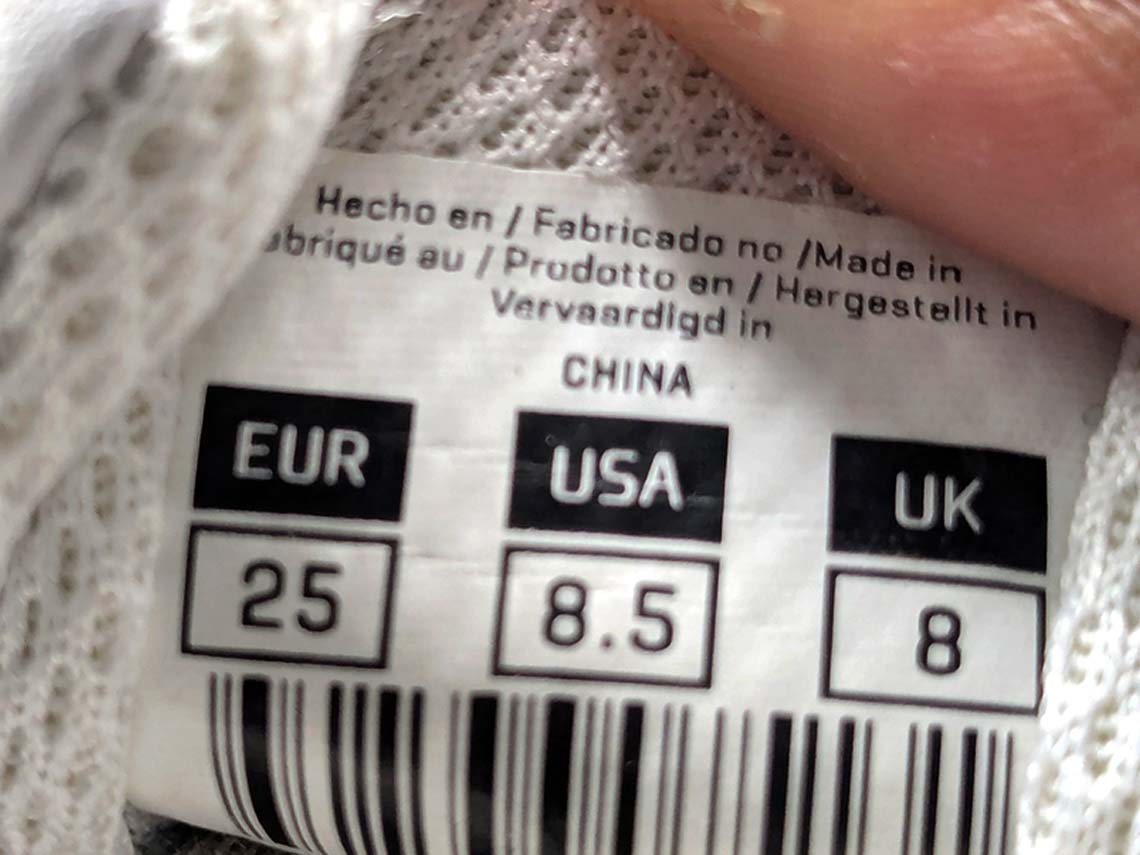 Hecho en / Fabricado no /Made in
abriqué au / Prodotto en / Hergestellt in
Vervaardigd in
CHINA
EUR USA UK
25 8.5 8